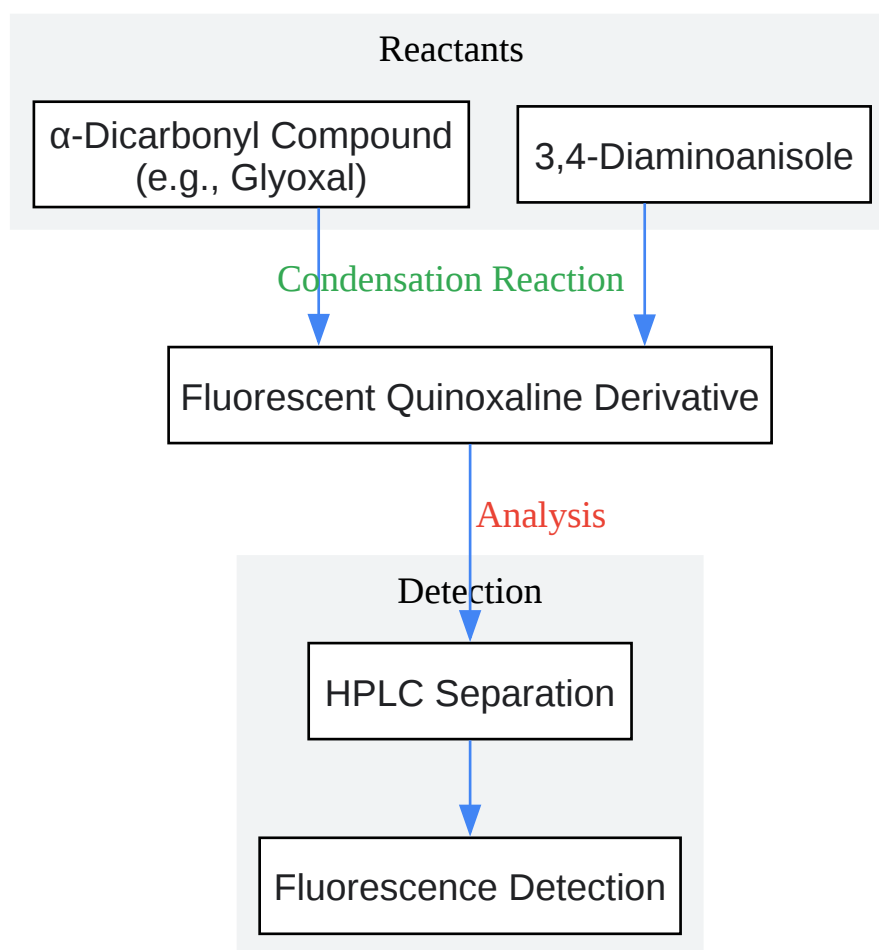 Reactants
α-Dicarbonyl Compound
(e.g., Glyoxal)
3,4-Diaminoanisole
Condensation Reaction
Fluorescent Quinoxaline Derivative
Analysis
Detection
HPLC Separation
Fluorescence Detection